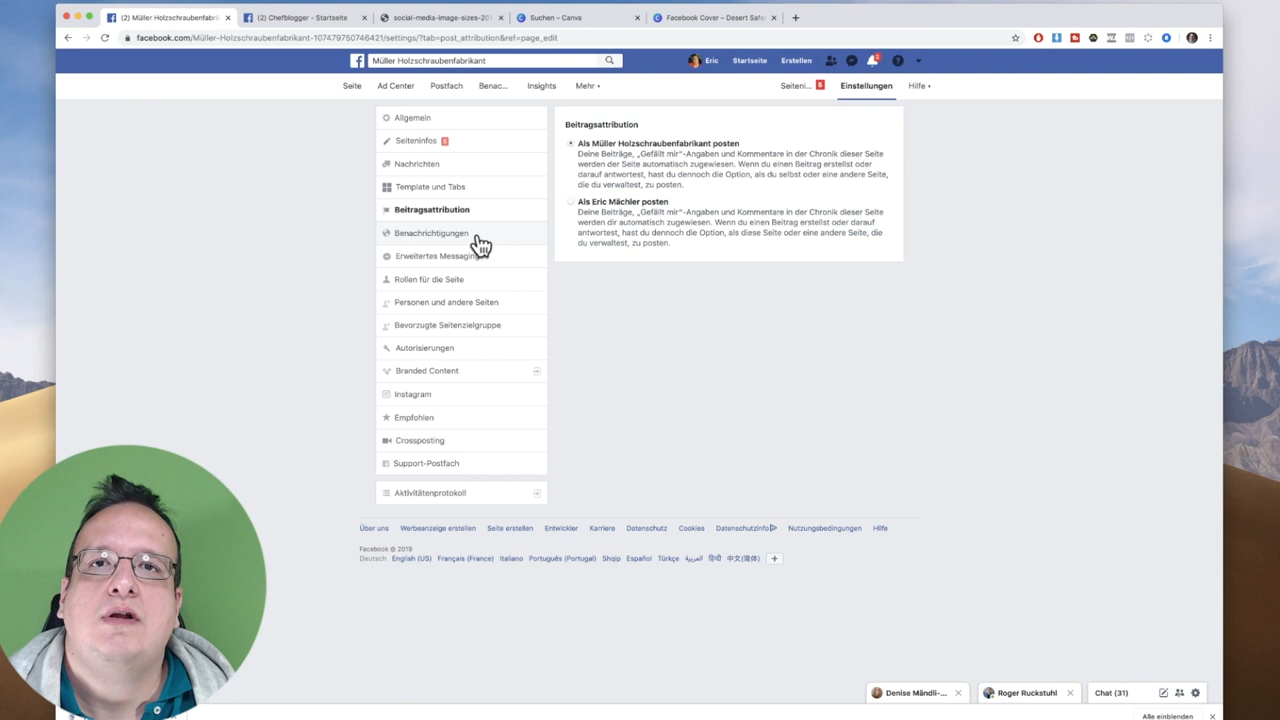 (2) Müller Holzschraubenfabrik
(2) Chefblogger - Startseite
social-media-image-sizes-201
Suchen – Canva
Facebook Cover – Desert Safa
facebook.com/Müller-Holzschraubenfabrikant-107479750746421/settings/?tab=post_attribution&ref=page_edit
Müller Holzschraubenfabrikant
Eric
Startseite
Erstellen
2
Seite
Ad Center
Postfach
Benac...
Insights
Mehr
Seiteni...
6
Einstellungen
Hilfe
Allgemein
Seiteninfos 6
Nachrichten
Template und Tabs
Beitragsattribution
Benachrichtigungen
Erweitertes Messaging
Rollen für die Seite
Personen und andere Seiten
Bevorzugte Seitenzielgruppe
Autorisierungen
Branded Content
Instagram
Empfohlen
Crossposting
Support-Postfach
Aktivitätenprotokoll
Beitragsattribution
Als Müller Holzschraubenfabrikant posten
Deine Beiträge, „Gefällt mir“-Angaben und Kommentare in der Chronik dieser Seite
werden der Seite automatisch zugewiesen. Wenn du einen Beitrag erstellst oder
darauf antwortest, hast du dennoch die Option, als du selbst oder eine andere Seite,
die du verwaltest, zu posten.
Als Eric Mächler posten
Deine Beiträge, „Gefällt mir“-Angaben und Kommentare in der Chronik dieser Seite
werden dir automatisch zugewiesen. Wenn du einen Beitrag erstellst oder darauf
antwortest, hast du dennoch die Option, als diese Seite oder eine andere Seite, die
du verwaltest, zu posten.
Über uns Werbeanzeige erstellen Seite erstellen Entwickler Karriere Datenschutz Cookies Datenschutzinfo Nutzungsbedingungen Hilfe
Facebook © 2019
Deutsch English (US) Français (France) Italiano Português (Portugal) Shqip Español Türkçe العربية हिन्दी 中文(简体)
Denise Mändli-...
Roger Ruckstuhl
Chat (31)
Alle einblenden